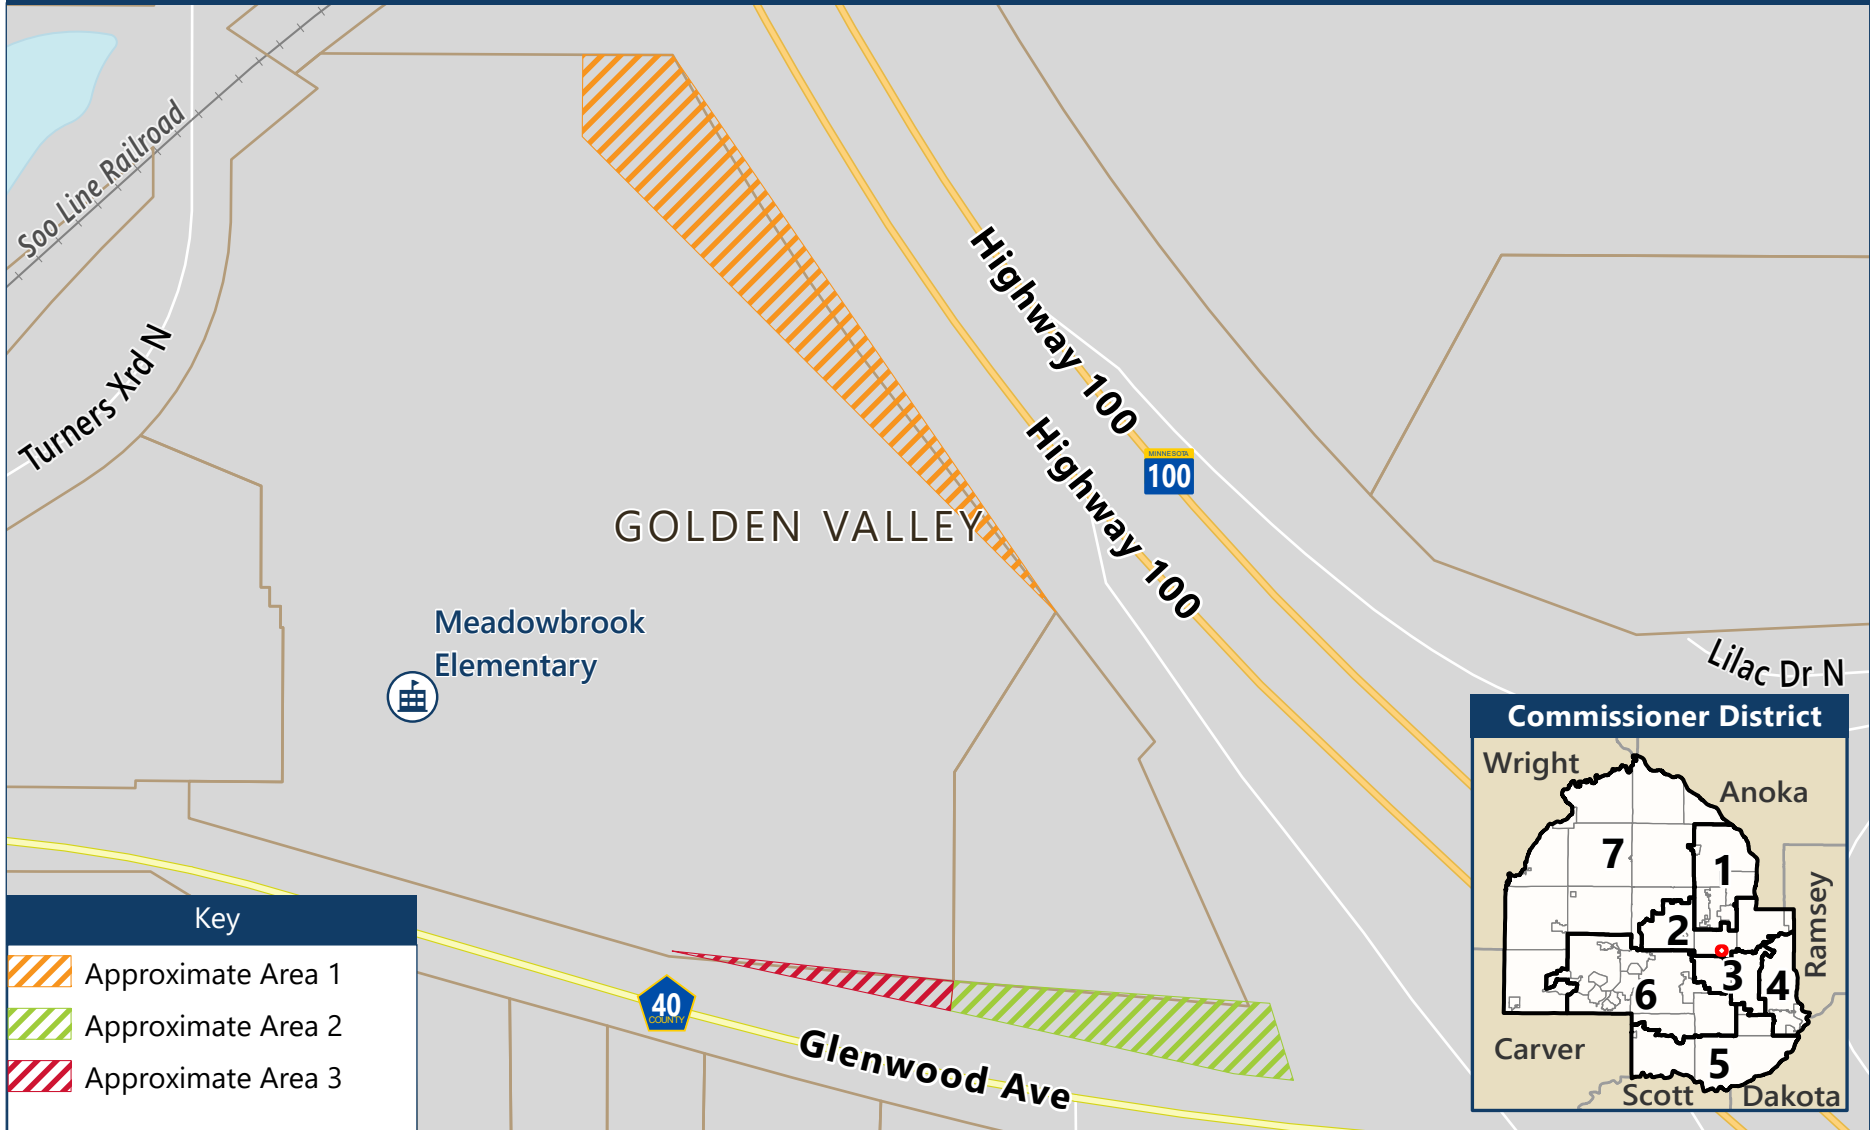 Soo Line Railroad
Turners Xrd N
Highway 100
Highway 100
MINNESOTA
100
GOLDEN VALLEY
Meadowbrook
Elementary
Lilac Dr N
40
COUNTY
Glenwood Ave
Key
Approximate Area 1
Approximate Area 2
Approximate Area 3
Commissioner District
Wright
Anoka
7
1
Ramsey
2
3
4
6
Carver
5
Scott
Dakota